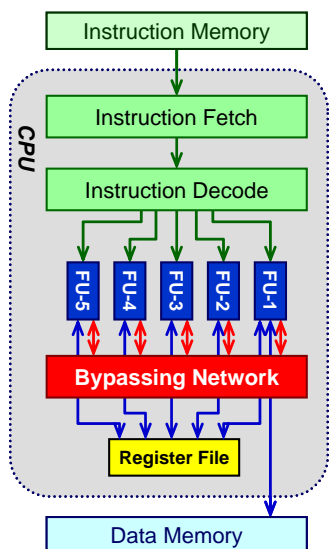 Instruction Memory
CPU
Instruction Fetch
Instruction Decode
FU-5
FU-4
FU-3
FU-2
FU-1
Bypassing Network
Register File
Data Memory